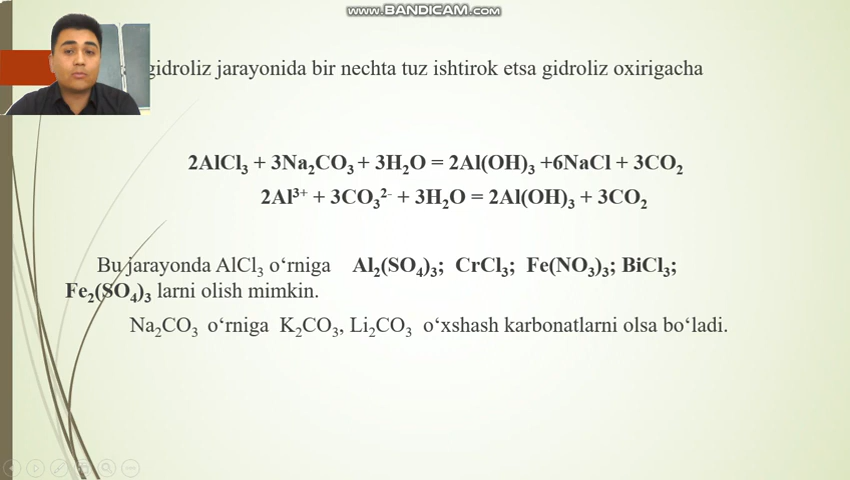 WWW.BANDICAM.COM
gidroliz jarayonida bir nechta tuz ishtirok etsa gidroliz oxirigacha
2AlCl₃ + 3Na₂CO₃ + 3H₂O = 2Al(OH)₃ +6NaCl + 3CO₂
2Al³⁺ + 3CO₃²⁻ + 3H₂O = 2Al(OH)₃ + 3CO₂
Bu jarayonda AlCl₃ o‘rniga Al₂(SO₄)₃; CrCl₃; Fe(NO₃)₃; BiCl₃;
Fe₂(SO₄)₃ larni olish mimkin.
Na₂CO₃ o‘rniga K₂CO₃, Li₂CO₃ o‘xshash karbonatlarni olsa bo‘ladi.